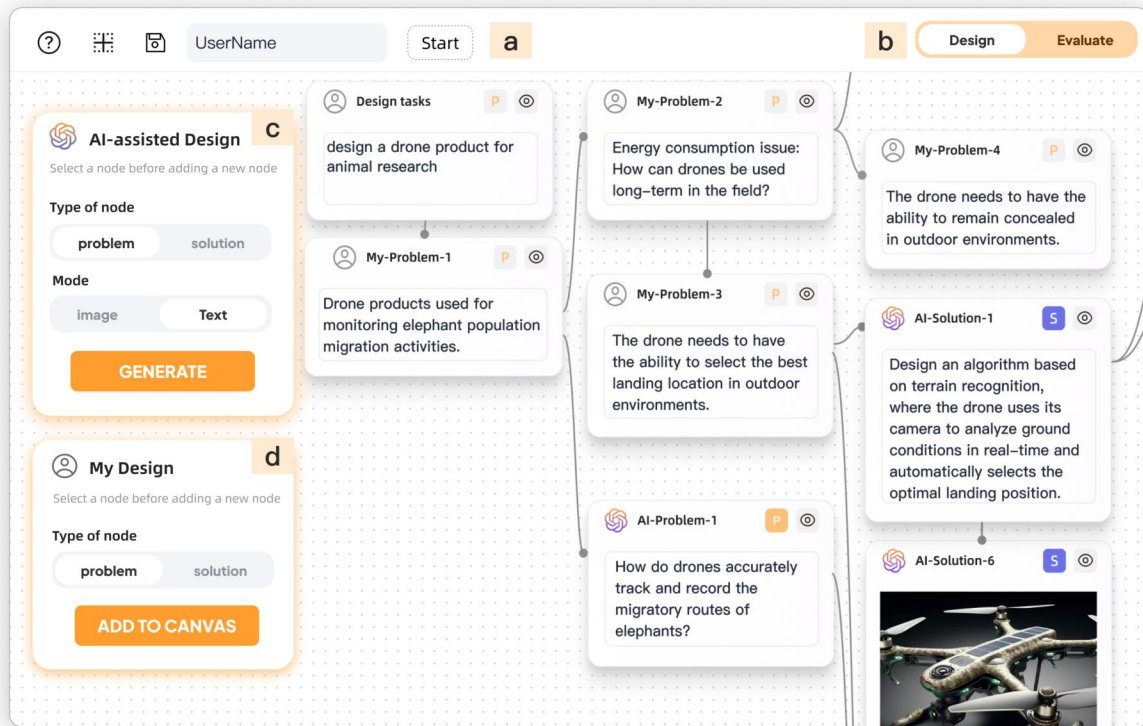 UserName
Start
a
b
Design
Evaluate
AI-assisted Design
c
Select a node before adding a new node
Type of node
problem
solution
Mode
image
Text
GENERATE
My Design
d
Select a node before adding a new node
Type of node
problem
solution
ADD TO CANVAS
Design tasks
P
design a drone product for
animal research
My-Problem-1
P
Drone products used for
monitoring elephant population
migration activities.
My-Problem-2
P
Energy consumption issue:
How can drones be used
long-term in the field?
My-Problem-3
P
The drone needs to have
the ability to select the best
landing location in outdoor
environments.
AI-Problem-1
P
How do drones accurately
track and record the
migratory routes of
elephants?
My-Problem-4
P
The drone needs to have the
ability to remain concealed
in outdoor environments.
AI-Solution-1
S
Design an algorithm based
on terrain recognition,
where the drone uses its
camera to analyze ground
conditions in real-time and
automatically selects the
optimal landing position.
AI-Solution-6
S